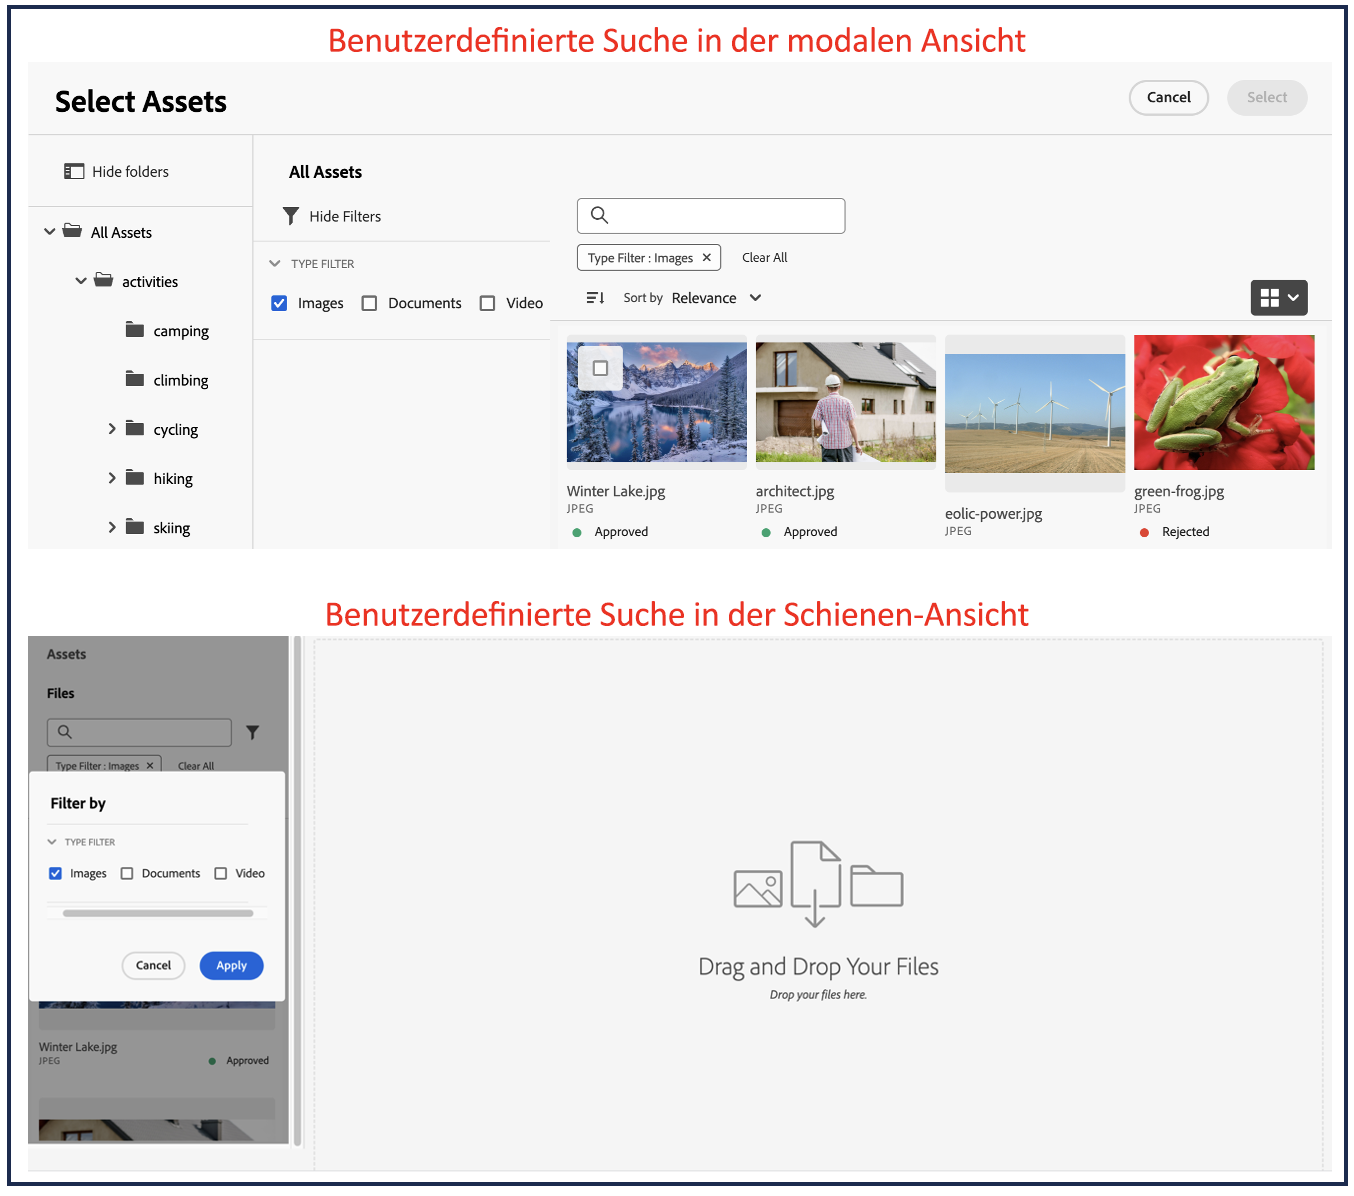 Benutzerdefinierte Suche in der modalen Ansicht
Select Assets
Cancel
Select
Hide folders
All Assets
activities
camping
climbing
cycling
hiking
skiing
All Assets
Hide Filters
TYPE FILTER
Images
Documents
Video
Type Filter : Images
Clear All
Sort by Relevance
Winter Lake.jpg
JPEG
Approved
architect.jpg
JPEG
Approved
eolic-power.jpg
JPEG
green-frog.jpg
JPEG
Rejected
Benutzerdefinierte Suche in der Schienen-Ansicht
Assets
Files
Type Filter : Images
Clear All
Filter by
TYPE FILTER
Images
Documents
Video
Cancel
Apply
Winter Lake.jpg
JPEG
Approved
Drag and Drop Your Files
Drop your files here.